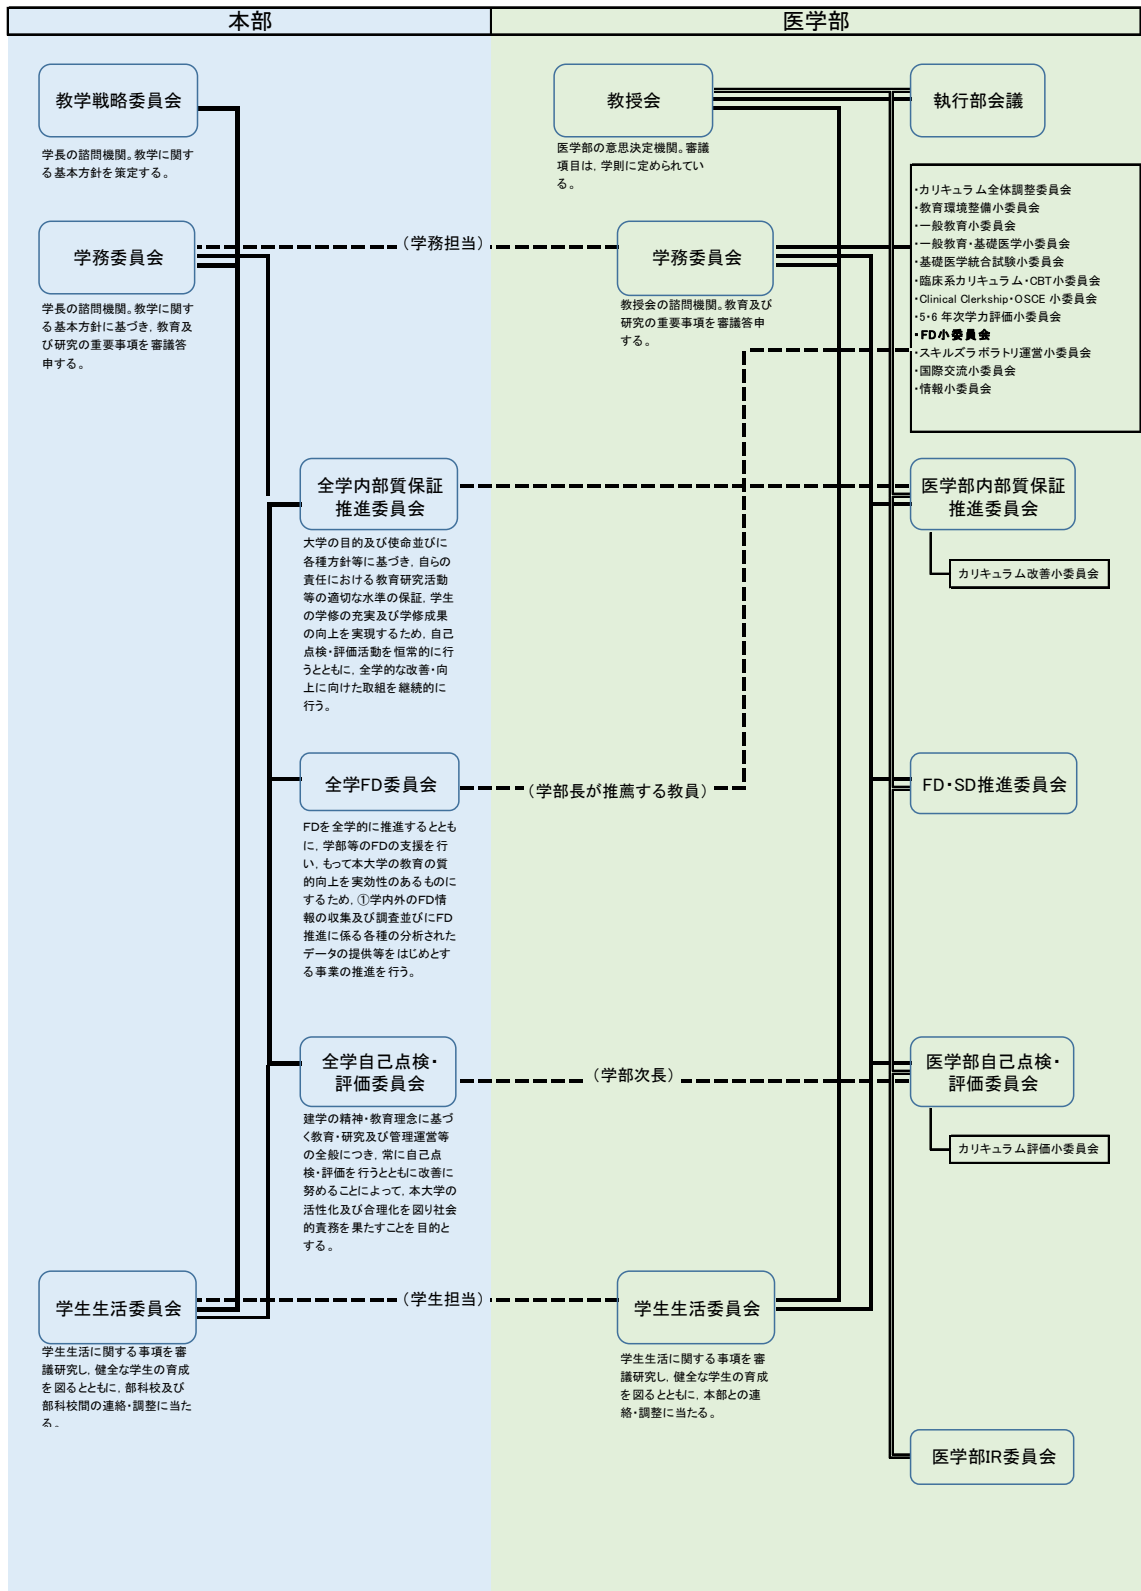 本部
医学部
教学戦略委員会
学長の諮問機関。教学に関す
る基本方針を策定する。
教授会
医学部の意思決定機関。審議
項目は，学則に定められてい
る。
執行部会議
・カリキュラム全体調整委員会
・教育環境整備小委員会
・一般教育小委員会
・一般教育・基礎医学小委員会
・基礎医学統合試験小委員会
・臨床系カリキュラム・CBT小委員会
・Clinical Clerkship・OSCE 小委員会
・5・6 年次学力評価小委員会
・FD小委員会
・スキルズラボラトリ運営小委員会
・国際交流小委員会
・情報小委員会
学務委員会
学長の諮問機関。教学に関す
る基本方針に基づき，教育及
び研究の重要事項を審議答
申する。
（学務担当）
学務委員会
教授会の諮問機関。教育及び
研究の重要事項を審議答申
する。
全学内部質保証
推進委員会
大学の目的及び使命並びに
各種方針等に基づき，自らの
責任における教育研究活動
等の適切な水準の保証，学生
の学修の充実及び学修成果
の向上を実現するため，自己
点検・評価活動を恒常的に行
うとともに，全学的な改善・向
上に向けた取組を継続的に
行う。
医学部内部質保証
推進委員会
カリキュラム改善小委員会
全学FD委員会
FDを全学的に推進するととも
に，学部等のFDの支援を行
い，もって本大学の教育の質
的向上を実効性のあるものに
するため，①学内外のFD情
報の収集及び調査並びにFD
推進に係る各種の分析された
データの提供等をはじめとす
る事業の推進を行う。
（学部長が推薦する教員）
FD・SD推進委員会
全学自己点検・
評価委員会
建学の精神・教育理念に基づ
く教育・研究及び管理運営等
の全般につき，常に自己点
検・評価を行うとともに改善に
努めることによって，本大学の
活性化及び合理化を図り社会
的責務を果たすことを目的と
する。
（学部次長）
医学部自己点検・
評価委員会
カリキュラム評価小委員会
学生生活委員会
学生生活に関する事項を審
議研究し，健全な学生の育成
を図るとともに，部科校及び
部科校間の連絡・調整に当た
る。
（学生担当）
学生生活委員会
学生生活に関する事項を審
議研究し，健全な学生の育成
を図るとともに，本部との連
絡・調整に当たる。
医学部IR委員会